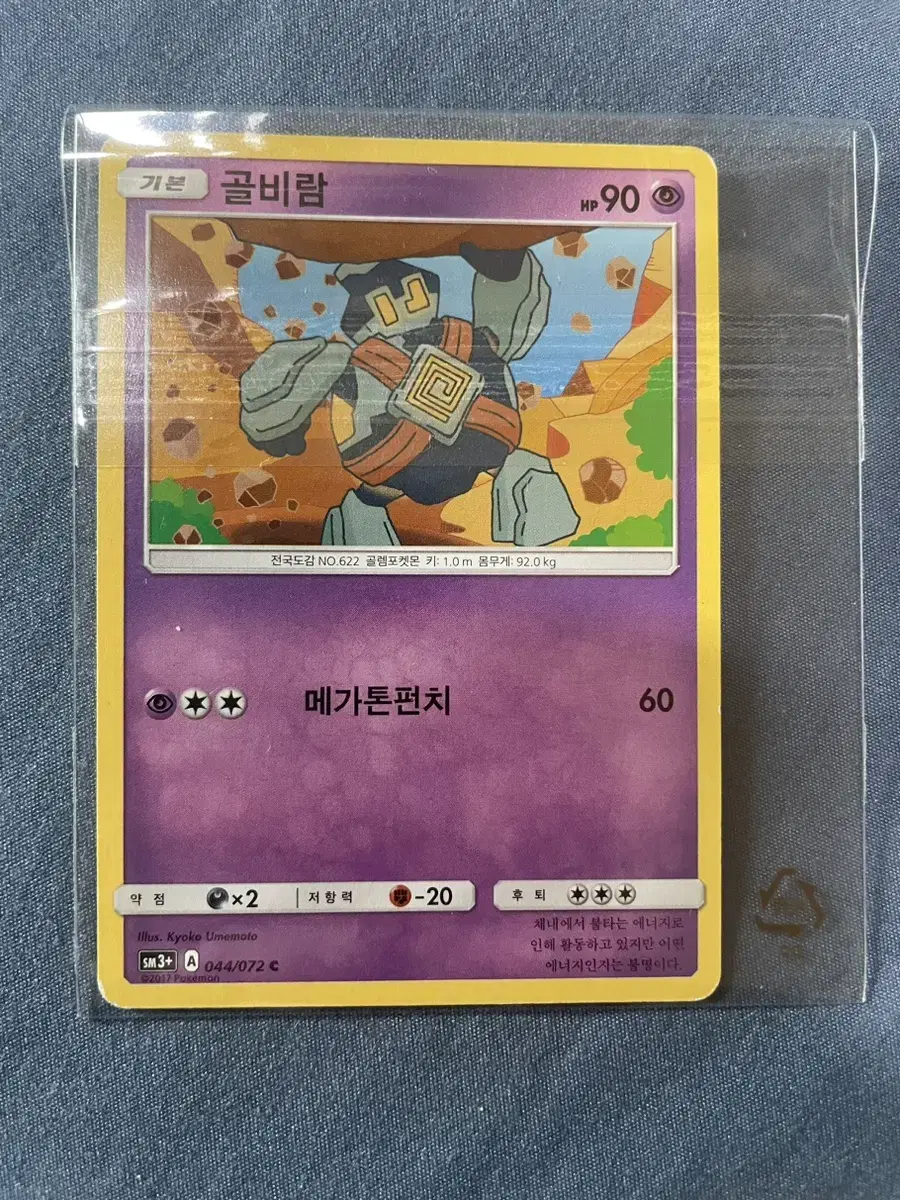 기본 골비람 HP 90
전국도감 NO.622 골렘포켓몬 키: 1.0 m 몸무게: 92.0 kg
메가톤펀치 60
약점 ×2 저항력 -20 후퇴
Illus. Kyoko Umemoto
체내에서 불타는 에너지로
인해 활동하고 있지만 어떤
에너지인지는 불명이다.
SM3+ A 044/072 C
©2017 Pokémon